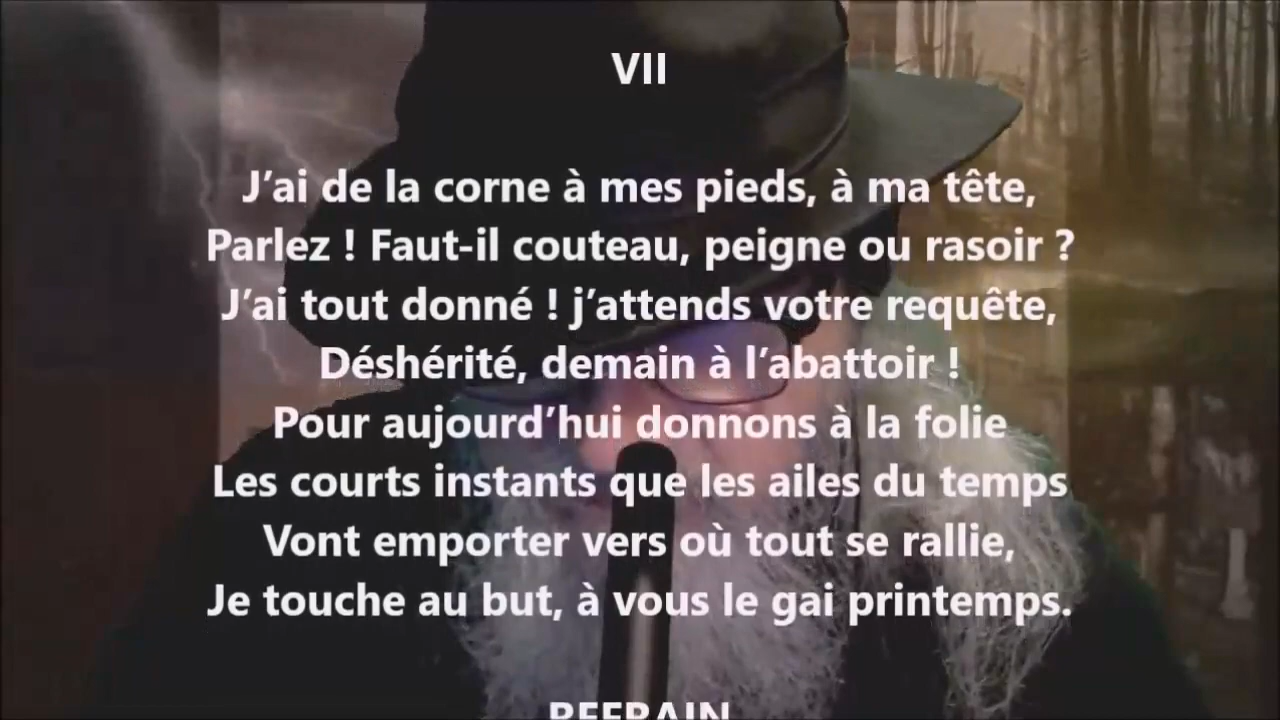 VII
J’ai de la corne à mes pieds, à ma tête,
Parlez ! Faut-il couteau, peigne ou rasoir ?
J’ai tout donné ! j’attends votre requête,
Déshérité, demain à l’abattoir !
Pour aujourd’hui donnons à la folie
Les courts instants que les ailes du temps
Vont emporter vers où tout se rallie,
Je touche au but, à vous le gai printemps.
REFRAIN